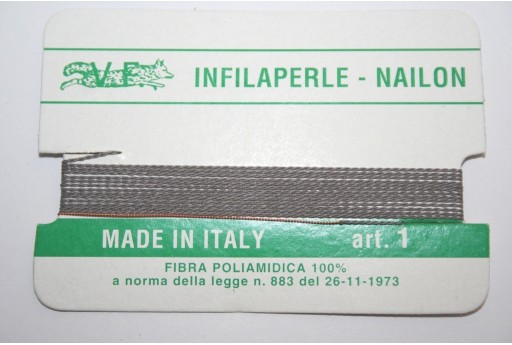 VF
INFILAPERLE - NAILON
MADE IN ITALY art. 1
FIBRA POLIAMIDICA 100%
a norma della legge n. 883 del 26-11-1973